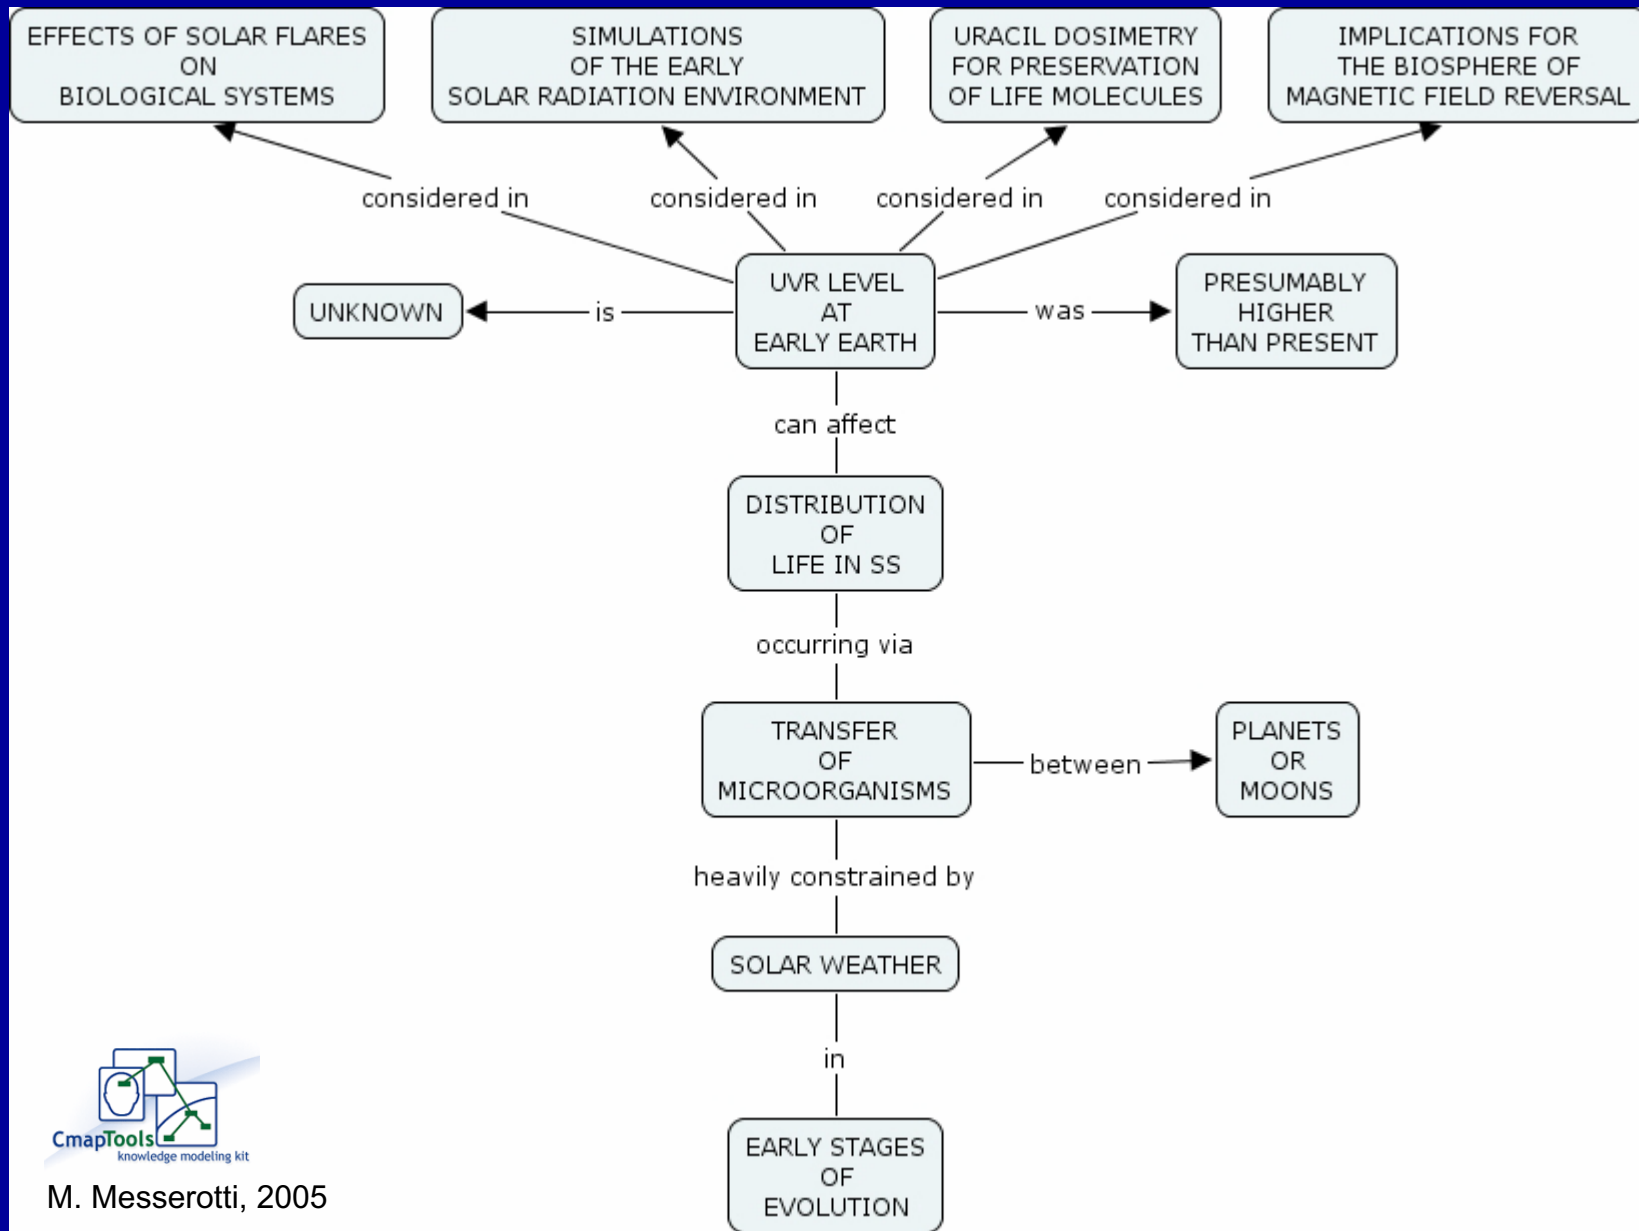 EFFECTS OF SOLAR FLARES
ON
BIOLOGICAL SYSTEMS
SIMULATIONS
OF THE EARLY
SOLAR RADIATION ENVIRONMENT
URACIL DOSIMETRY
FOR PRESERVATION
OF LIFE MOLECULES
IMPLICATIONS FOR
THE BIOSPHERE OF
MAGNETIC FIELD REVERSAL
considered in
considered in
considered in
considered in
UNKNOWN
is
UVR LEVEL
AT
EARLY EARTH
was
PRESUMABLY
HIGHER
THAN PRESENT
can affect
DISTRIBUTION
OF
LIFE IN SS
occurring via
TRANSFER
OF
MICROORGANISMS
between
PLANETS
OR
MOONS
heavily constrained by
SOLAR WEATHER
in
EARLY STAGES
OF
EVOLUTION
CmapTools
knowledge modeling kit
M. Messerotti, 2005